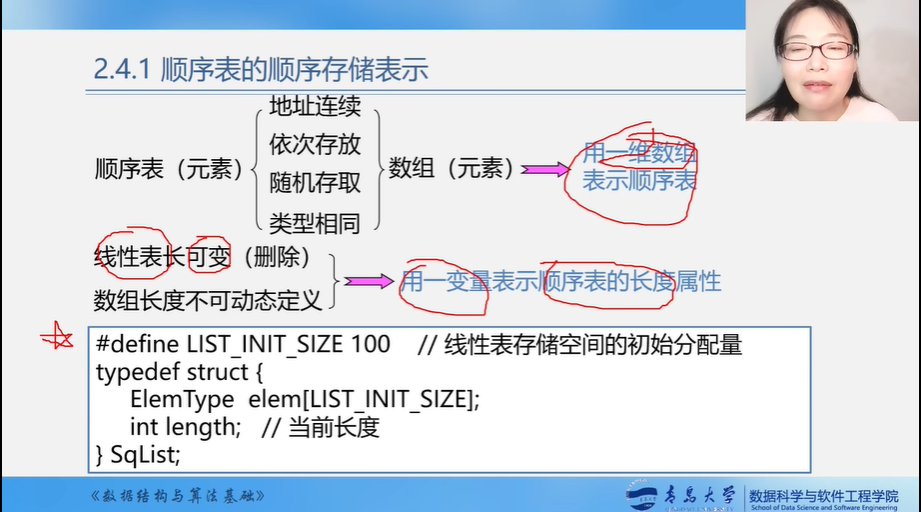 2.4.1 顺序表的顺序存储表示
地址连续
依次存放
顺序表（元素） 数组（元素） 用一维数组
随机存取 表示顺序表
类型相同
线性表长可变（删除）
用一变量表示顺序表的长度属性
数组长度不可动态定义
#define LIST_INIT_SIZE 100 // 线性表存储空间的初始分配量
typedef struct {
ElemType elem[LIST_INIT_SIZE];
int length; // 当前长度
} SqList;
《数据结构与算法基础》
青岛大学 数据科学与软件工程学院
School of Data Science and Software Engineering